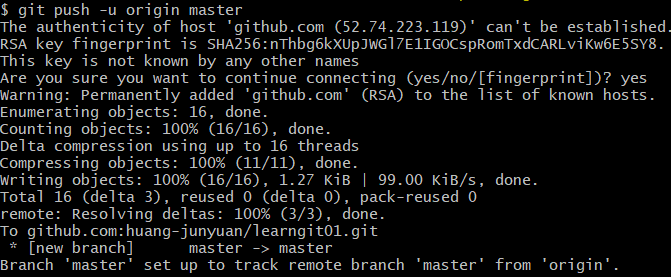 $ git push -u origin master
The authenticity of host 'github.com (52.74.223.119)' can't be established.
RSA key fingerprint is SHA256:nThbg6kXUpJWGl7E1IGOCspRomTxdCARLviKw6E5SY8.
This key is not known by any other names
Are you sure you want to continue connecting (yes/no/[fingerprint])? yes
Warning: Permanently added 'github.com' (RSA) to the list of known hosts.
Enumerating objects: 16, done.
Counting objects: 100% (16/16), done.
Delta compression using up to 16 threads
Compressing objects: 100% (11/11), done.
Writing objects: 100% (16/16), 1.27 KiB | 99.00 KiB/s, done.
Total 16 (delta 3), reused 0 (delta 0), pack-reused 0
remote: Resolving deltas: 100% (3/3), done.
To github.com:huang-junyuan/learngit01.git
 * [new branch]      master -> master
Branch 'master' set up to track remote branch 'master' from 'origin'.